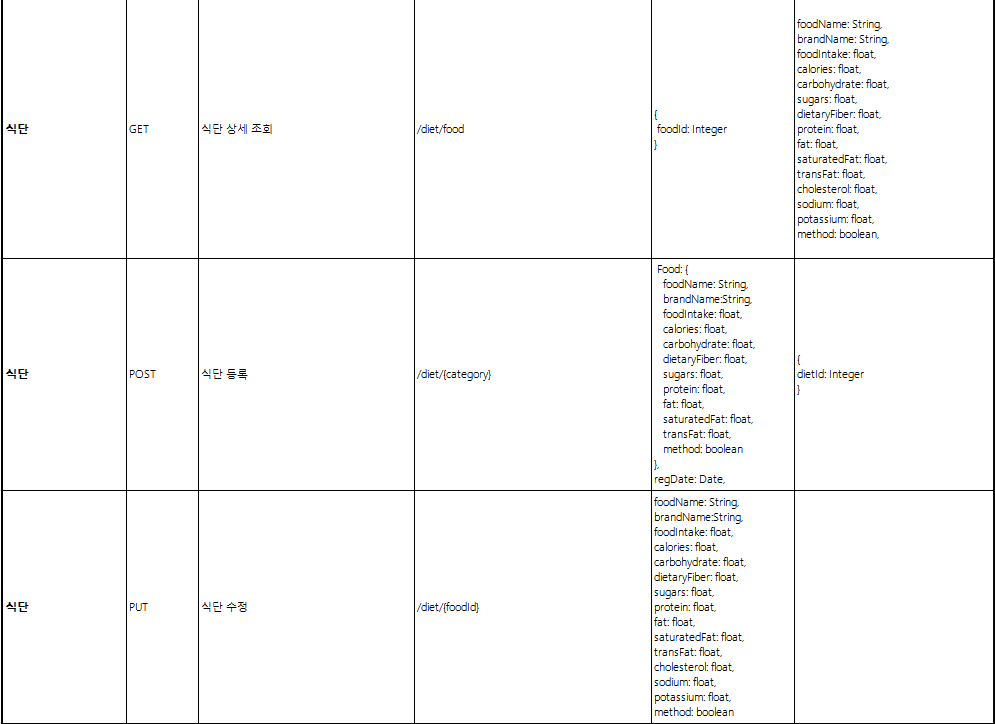 식단
GET
식단 상세 조회
/diet/food
{
foodId: Integer
}
foodName: String,
brandName: String,
foodIntake: float,
calories: float,
carbohydrate: float,
sugars: float,
dietaryFiber: float,
protein: float,
fat: float,
saturatedFat: float,
transFat: float,
cholesterol: float,
sodium: float,
potassium: float,
method: boolean,
식단
POST
식단 등록
/diet/{category}
Food: {
foodName: String,
brandName:String,
foodIntake: float,
calories: float,
carbohydrate: float,
dietaryFiber: float,
sugars: float,
protein: float,
fat: float,
saturatedFat: float,
transFat: float,
method: boolean
},
regDate: Date,
{
dietId: Integer
}
식단
PUT
식단 수정
/diet/{foodId}
foodName: String,
brandName:String,
foodIntake: float,
calories: float,
carbohydrate: float,
dietaryFiber: float,
sugars: float,
protein: float,
fat: float,
saturatedFat: float,
transFat: float,
cholesterol: float,
sodium: float,
potassium: float,
method: boolean